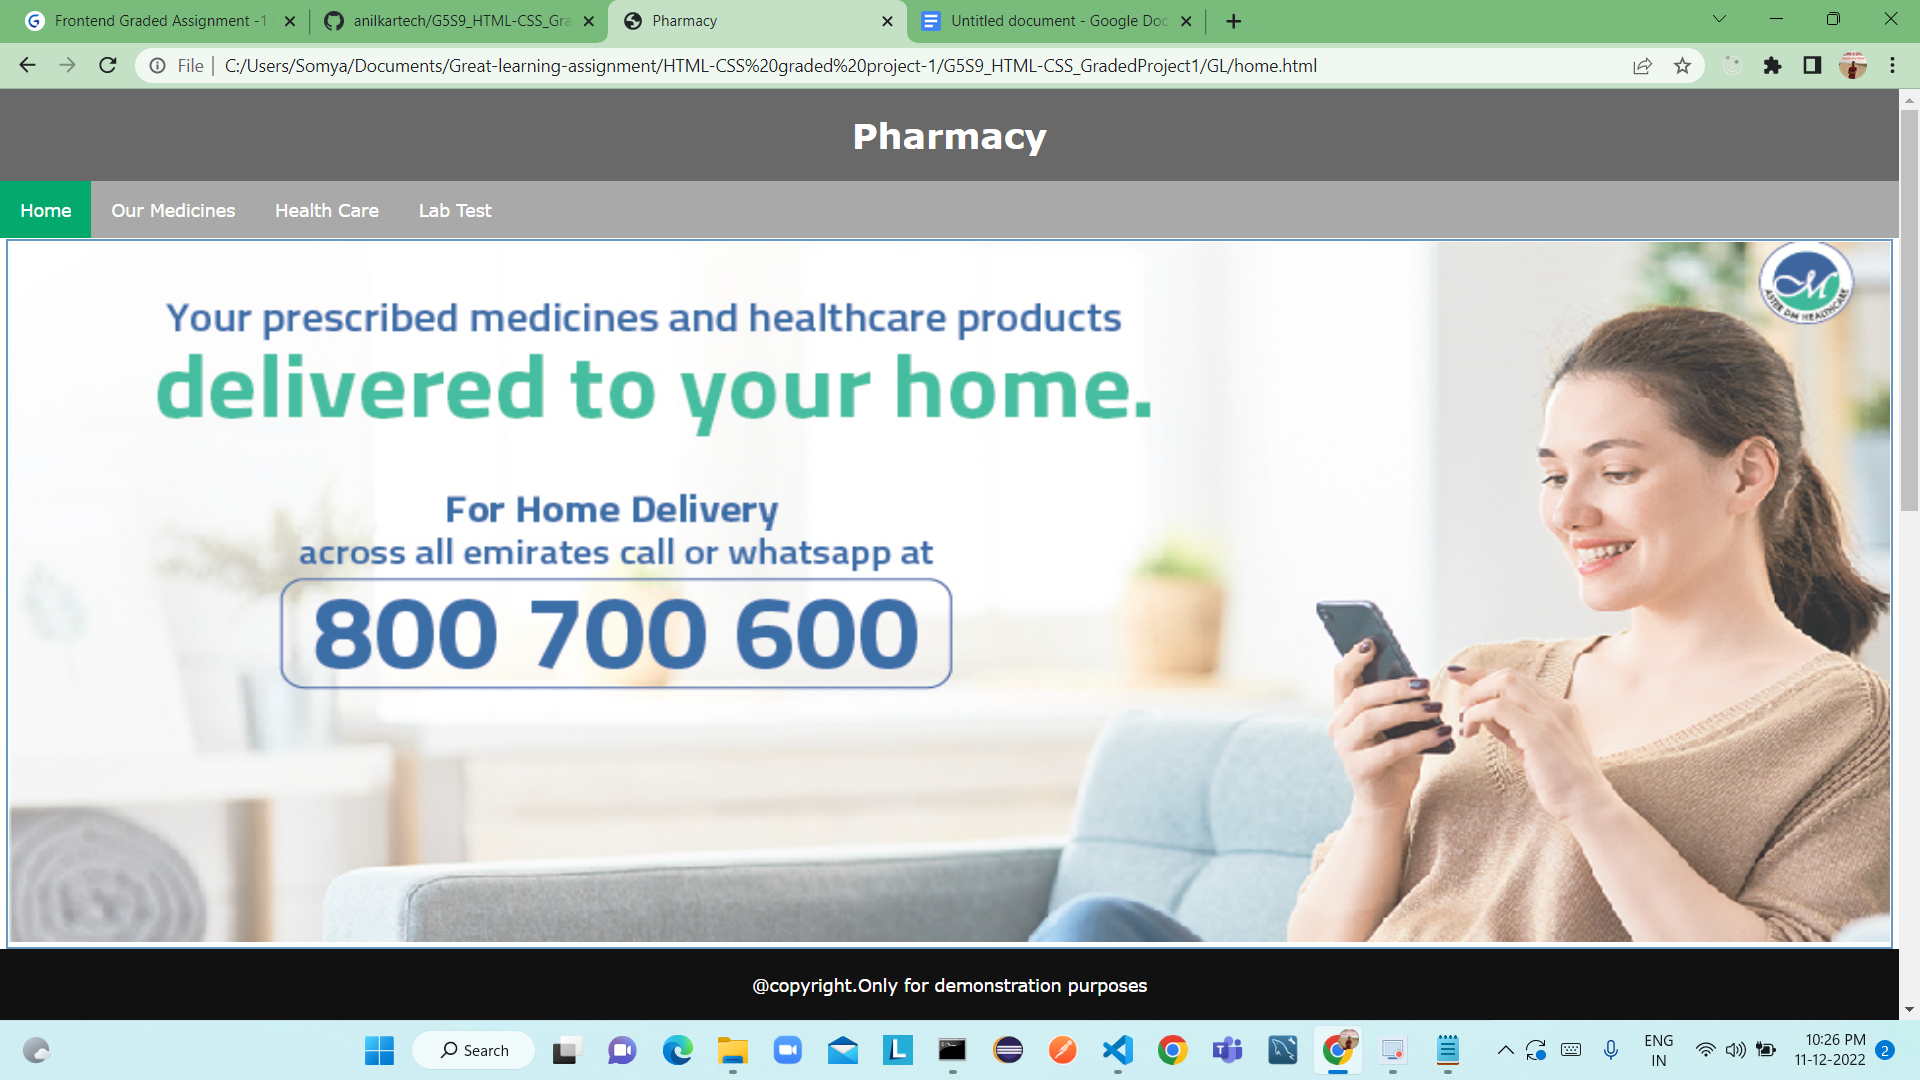 Frontend Graded Assignment -1
anilkartech/G5S9_HTML-CSS_Gra
Pharmacy
Untitled document - Google Doc
File
C:/Users/Somya/Documents/Great-learning-assignment/HTML-CSS%20graded%20project-1/G5S9_HTML-CSS_GradedProject1/GL/home.html
Pharmacy
Home
Our Medicines
Health Care
Lab Test
ASTER DM HEALTHCARE
Your prescribed medicines and healthcare products
delivered to your home.
For Home Delivery
across all emirates call or whatsapp at
800 700 600
@copyright.Only for demonstration purposes
Search
ENG
IN
10:26 PM
11-12-2022
2